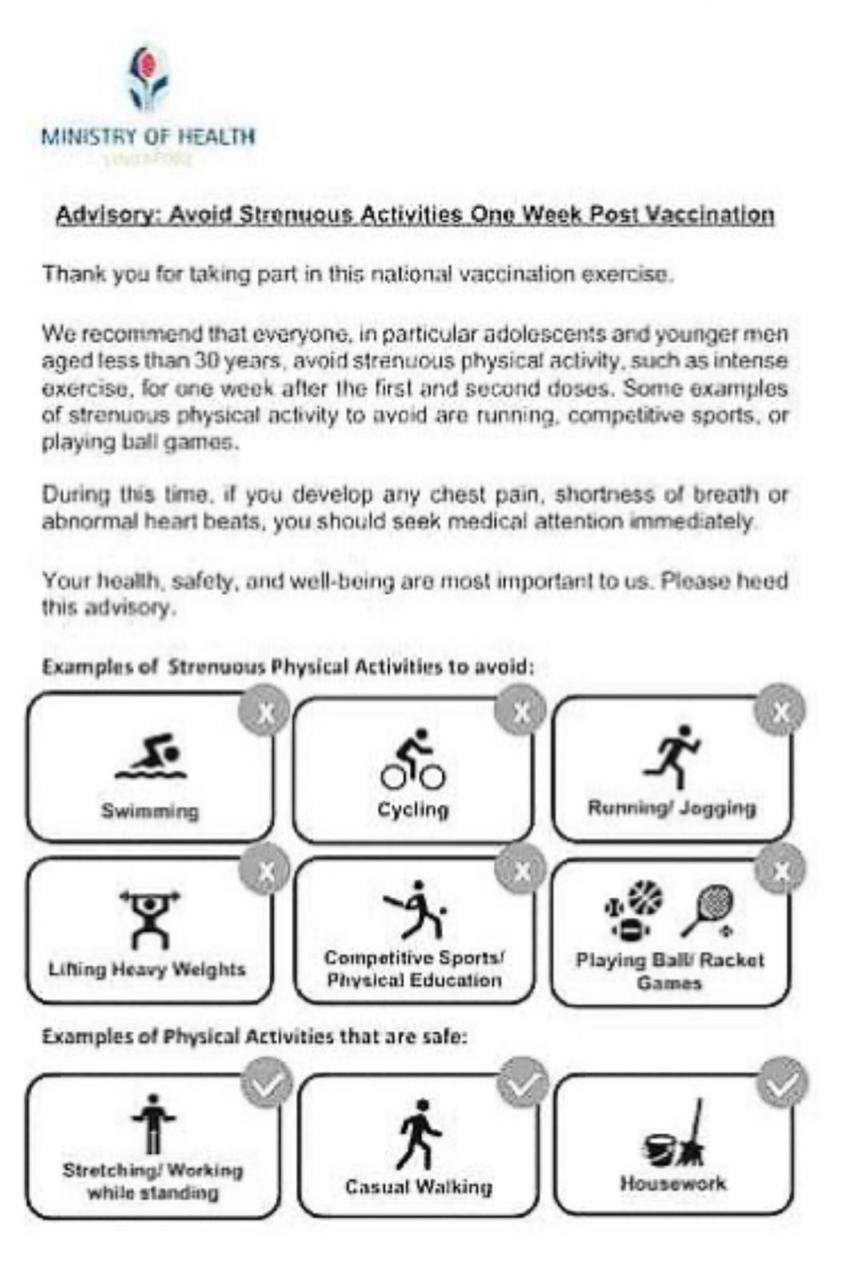 MINISTRY OF HEALTH
SINGAPORE
Advisory: Avoid Strenuous Activities One Week Post Vaccination
Thank you for taking part in this national vaccination exercise.
We recommend that everyone, in particular adolescents and younger men
aged less than 30 years, avoid strenuous physical activity, such as intense
exercise, for one week after the first and second doses. Some examples
of strenuous physical activity to avoid are running, competitive sports, or
playing ball games.
During this time, if you develop any chest pain, shortness of breath or
abnormal heart beats, you should seek medical attention immediately.
Your health, safety, and well-being are most important to us. Please heed
this advisory.
Examples of Strenuous Physical Activities to avoid:
X X X
Swimming Cycling Running/ Jogging
X X X
Lifting Heavy Weights
Competitive Sports/
Physical Education
Playing Ball/ Racket
Games
Examples of Physical Activities that are safe:
Stretching/ Working
while standing
Casual Walking
Housework